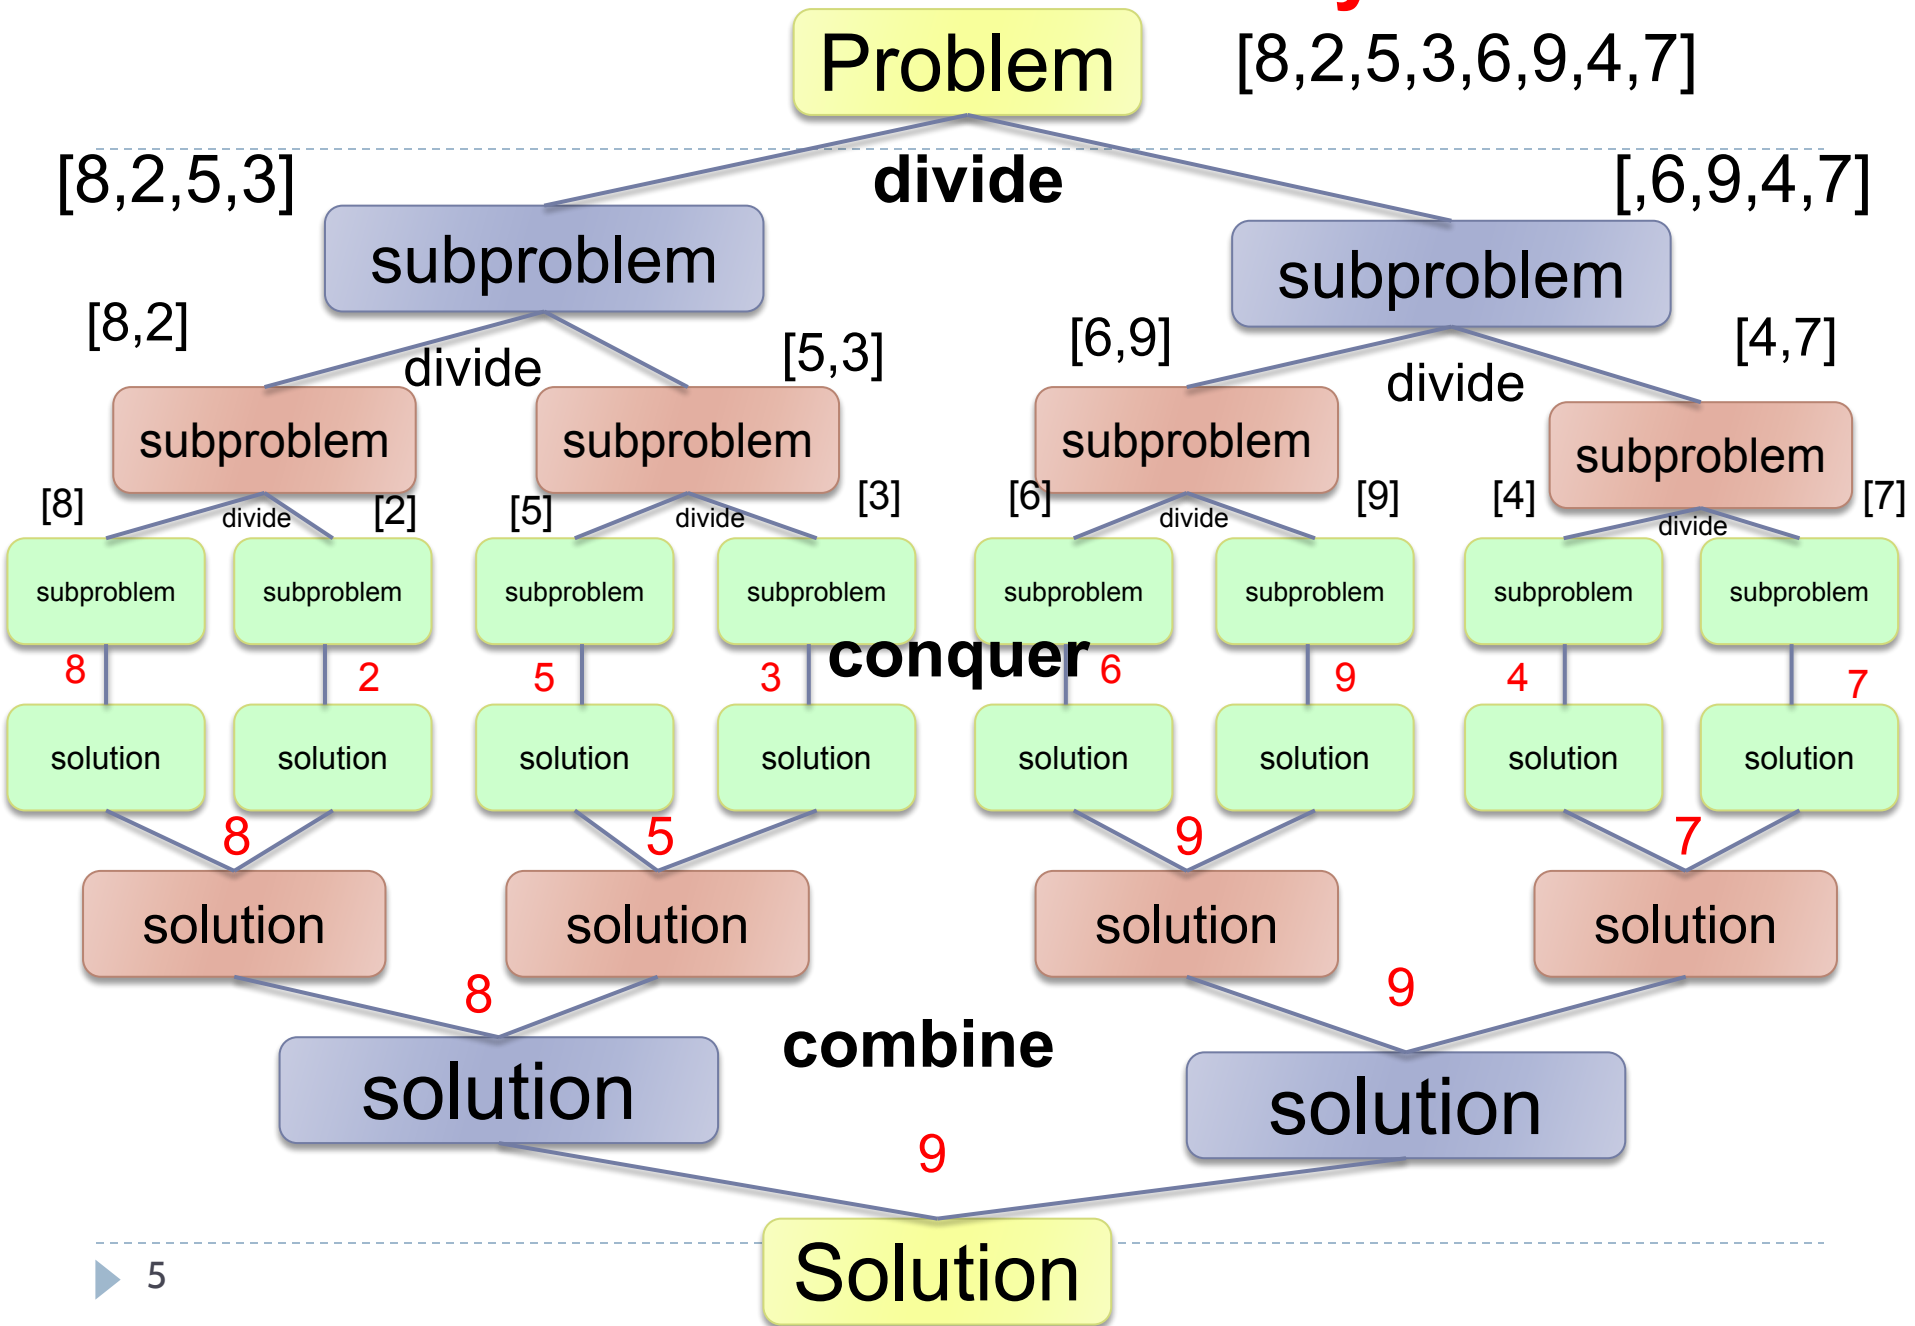 Problem
[8,2,5,3,6,9,4,7]
[8,2,5,3]
divide
[,6,9,4,7]
subproblem
subproblem
[8,2]
divide
[5,3]
[6,9]
divide
[4,7]
subproblem
subproblem
subproblem
subproblem
[8]
divide
[2]
[5]
divide
[3]
[6]
divide
[9]
[4]
divide
[7]
subproblem
subproblem
subproblem
subproblem
subproblem
subproblem
subproblem
subproblem
conquer
8
2
5
3
6
9
4
7
solution
solution
solution
solution
solution
solution
solution
solution
8
5
9
7
solution
solution
solution
solution
8
9
combine
solution
solution
9
Solution
5